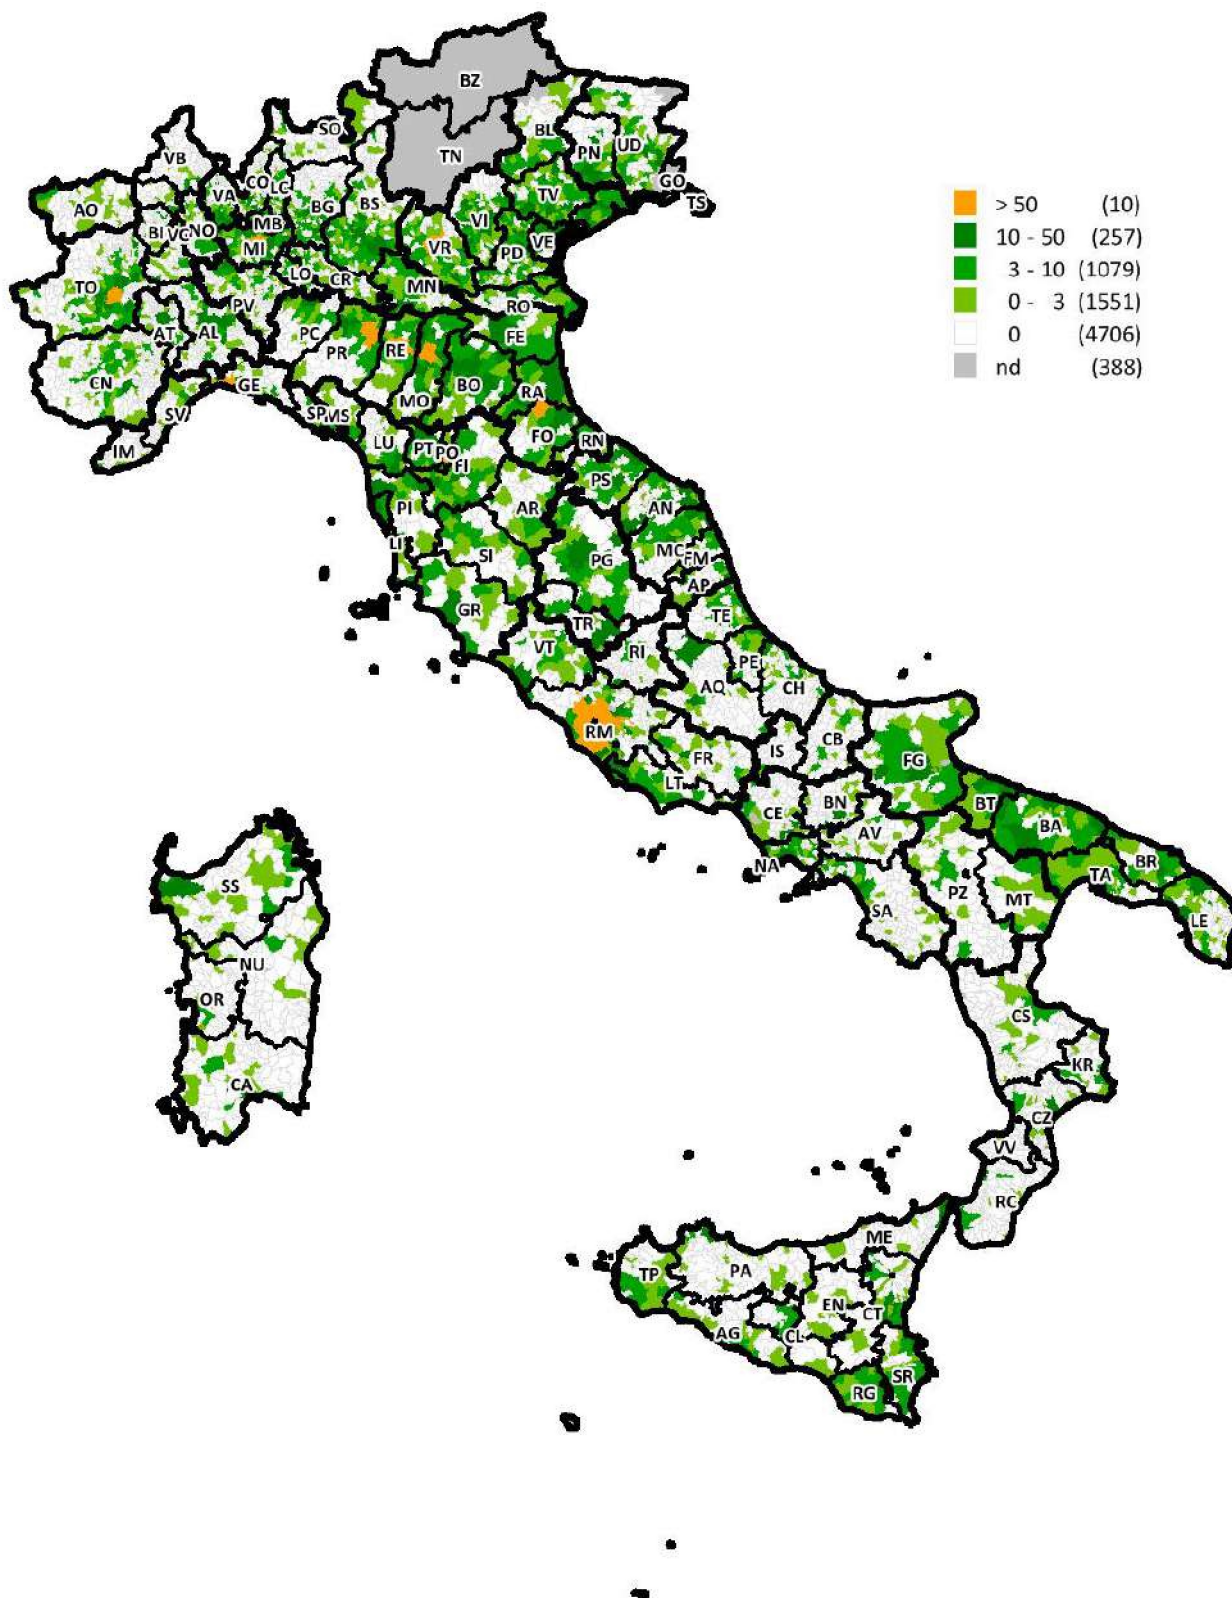 BZ
SO
BL
TN
PN
UD
VB
GO
CO
LC
VA
TV
TS
AO
BG
BS
VI
MB
BI
VC
NO
MI
VR
PD
VE
LO
CR
MN
TO
PV
RO
AT
AL
PC
FE
PR
RE
BO
CN
GE
RA
MO
SV
SP
MS
LU
PT
PO
FO
RN
IM
FI
PS
PI
AR
AN
LI
SI
PG
MC
FM
AP
GR
TE
TR
VT
RI
PE
AQ
CH
RM
CB
IS
FR
FG
LT
CE
BN
BT
AV
BA
NA
BR
TA
SS
PZ
MT
SA
LE
NU
OR
CS
KR
CA
CZ
VV
RC
ME
TP
PA
EN
CT
AG
CL
SR
RG
> 50 (10)
10 - 50 (257)
3 - 10 (1079)
0 - 3 (1551)
0 (4706)
nd (388)